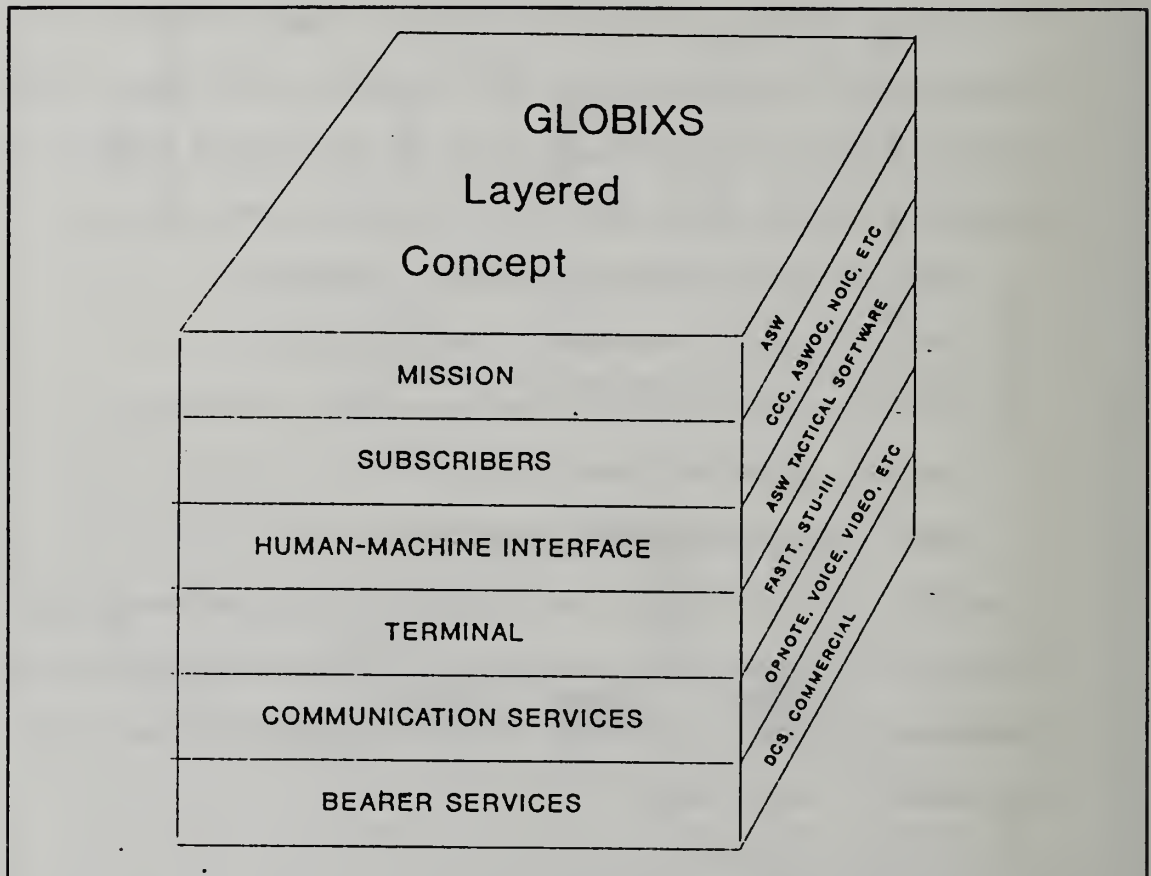 GLOBIXS
Layered
Concept
MISSION
SUBSCRIBERS
HUMAN-MACHINE INTERFACE
TERMINAL
COMMUNICATION SERVICES
BEARER SERVICES
ASW
CCC, ASWOC, NOIC, ETC
ASW TACTICAL SOFTWARE
FASTT, STU-III
OPNOTE, VOICE, VIDEO, ETC
DCS, COMMERCIAL